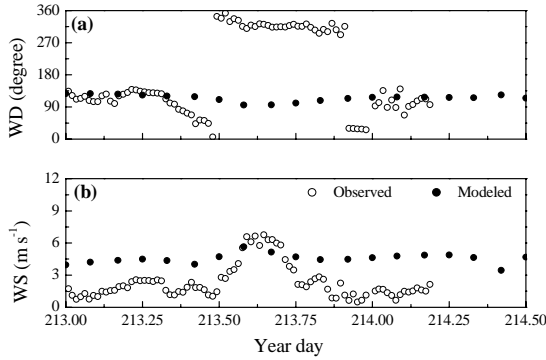 360
(a)
270
180
90
0
WD (degree)
12
(b)
Observed
Modeled
9
6
3
0
WS (m s⁻¹)
213.00
213.25
213.50
213.75
214.00
214.25
214.50
Year day